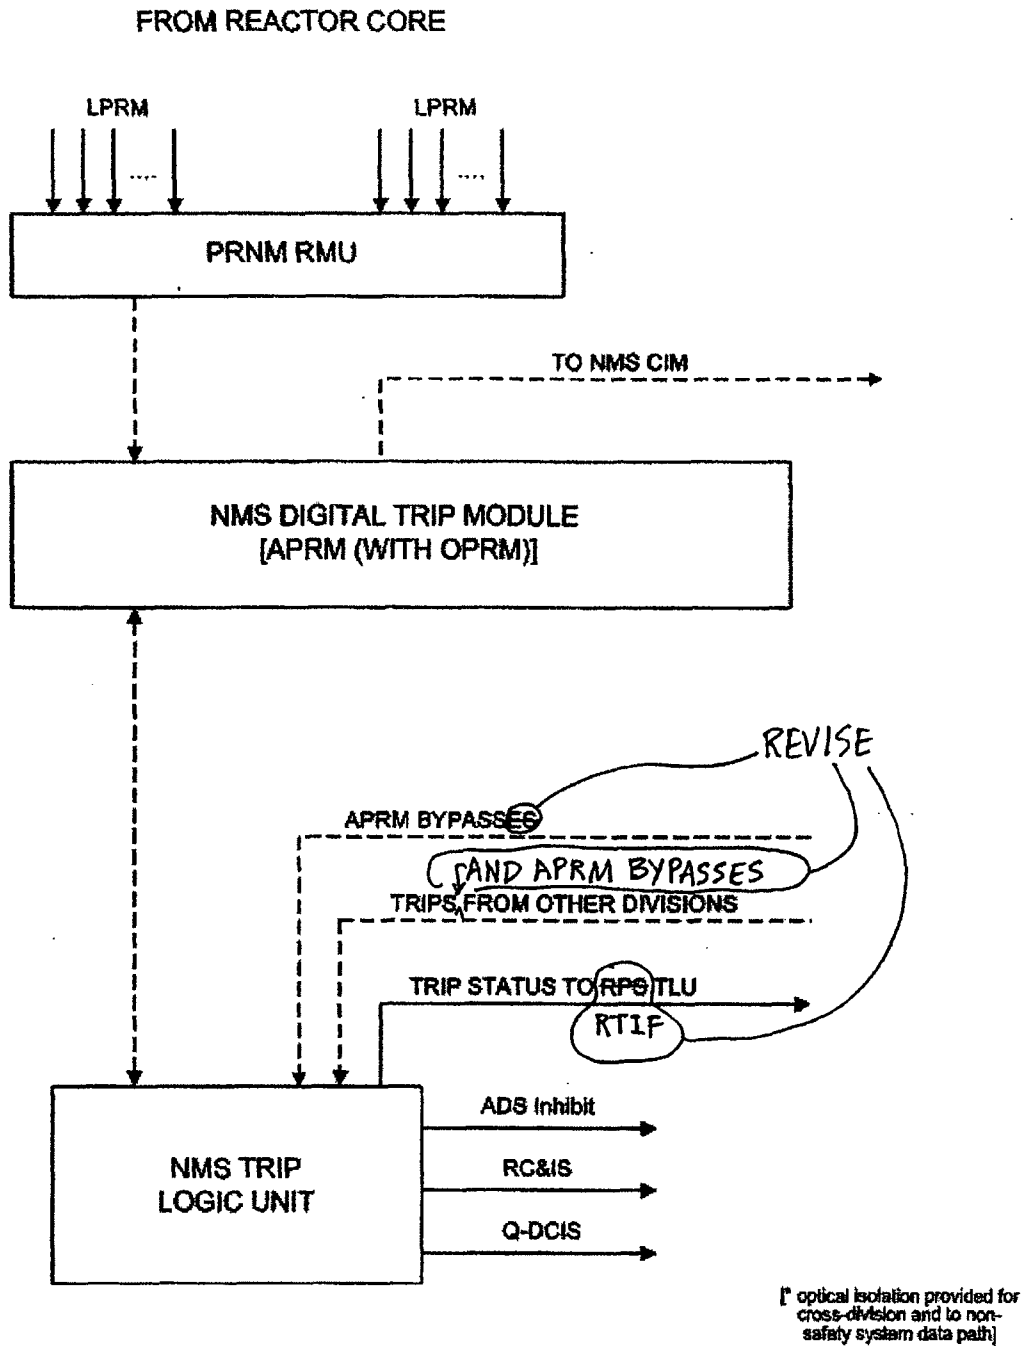 FROM REACTOR CORE
LPRM LPRM
.... ....
PRNM RMU
TO NMS CIM
NMS DIGITAL TRIP MODULE
[APRM (WITH OPRM)]
REVISE
APRM BYPASSES
AND APRM BYPASSES
TRIPS FROM OTHER DIVISIONS
TRIP STATUS TO RPS TLU
RTIF
ADS Inhibit
NMS TRIP
LOGIC UNIT
RC&IS
Q-DCIS
[* optical isolation provided for
cross-division and to non-
safety system data path]